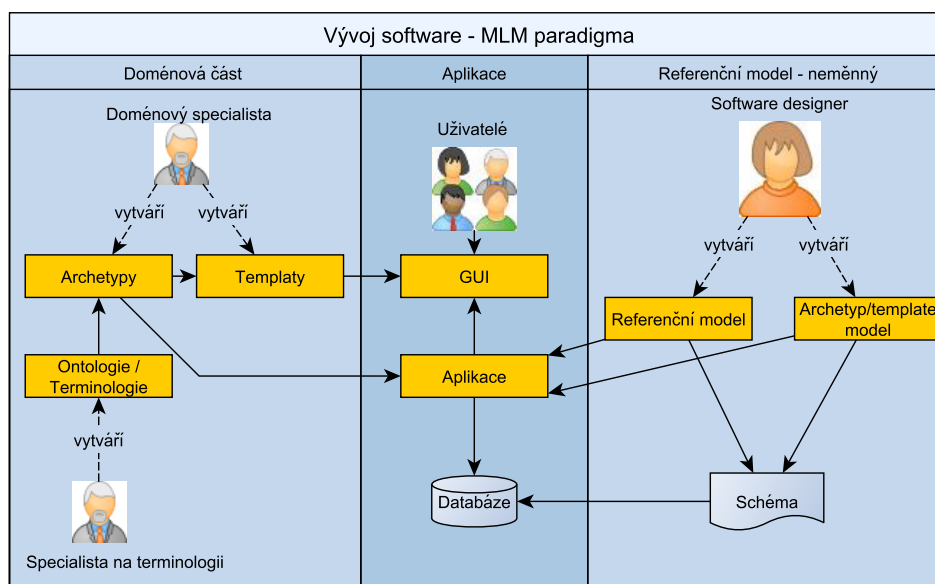 Vývoj software - MLM paradigma
Doménová část
Aplikace
Referenční model - neměnný
Doménový specialista
Uživatelé
Software designer
vytváří
vytváří
vytváří
vytváří
Archetypy
Templaty
GUI
Referenční model
Archetyp/template
model
Ontologie /
Terminologie
Aplikace
vytváří
Databáze
Schéma
Specialista na terminologii